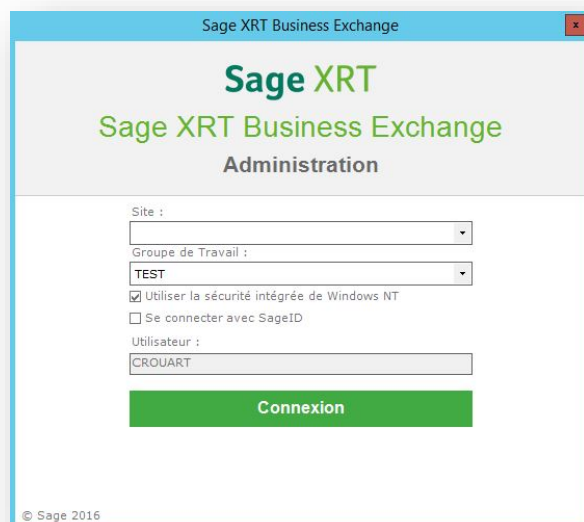 Sage XRT Business Exchange
x
Sage XRT
Sage XRT Business Exchange
Administration
Site :
Groupe de Travail :
TEST
Utiliser la sécurité intégrée de Windows NT
Se connecter avec SageID
Utilisateur :
CROUART
Connexion
© Sage 2016